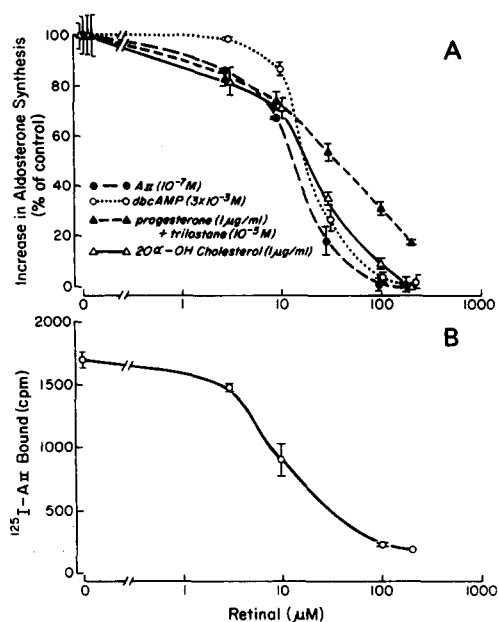 A
Increase in Aldosterone Synthesis
(% of control)
100
80
60
40
20
0
AII (10⁻⁷M)
dbcAMP (3×10⁻³M)
progesterone (1µg/ml)
+ trilostane (10⁻⁵M)
20α-OH Cholesterol (1µg/ml)
0
1
10
100
1000
B
¹²⁵I-AII Bound (cpm)
2000
1500
1000
500
0
0
1
10
100
1000
Retinal (µM)